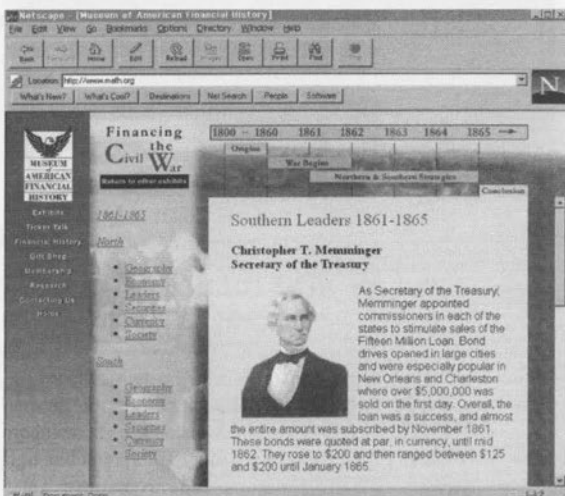 Netscape - [Museum of American Financial History]
File Edit View Go Bookmarks Options Directory Window Help
Back Forward Home Edit Reload Images Open Print Find Stop
Location: http://www.mafh.org
What's New? What's Cool? Destinations Net Search People Software
MUSEUM
of
AMERICAN
FINANCIAL
HISTORY
Exhibits
Ticker Talk
Financial History
Gift Shop
Membership
Research
Contacting Us
Home
Financing
the
Civil War
Return to other exhibits
1800 - 1860 1861 1862 1863 1864 1865
Origins
War Begins
Northern & Southern Strategies
Conclusion
1861-1865
North
Geography
Economy
Leaders
Securities
Currency
Society
South
Geography
Economy
Leaders
Securities
Currency
Society
Southern Leaders 1861-1865
Christopher T. Memminger
Secretary of the Treasury
As Secretary of the Treasury,
Memminger appointed
commissioners in each of the
states to stimulate sales of the
Fifteen Million Loan. Bond
drives opened in large cities
and were especially popular in
New Orleans and Charleston
where over $5,000,000 was
sold on the first day. Overall, the
loan was a success, and almost
the entire amount was subscribed by November 1861.
These bonds were quoted at par, in currency, until mid
1862. They rose to $200 and then ranged between $125
and $200 until January 1865.